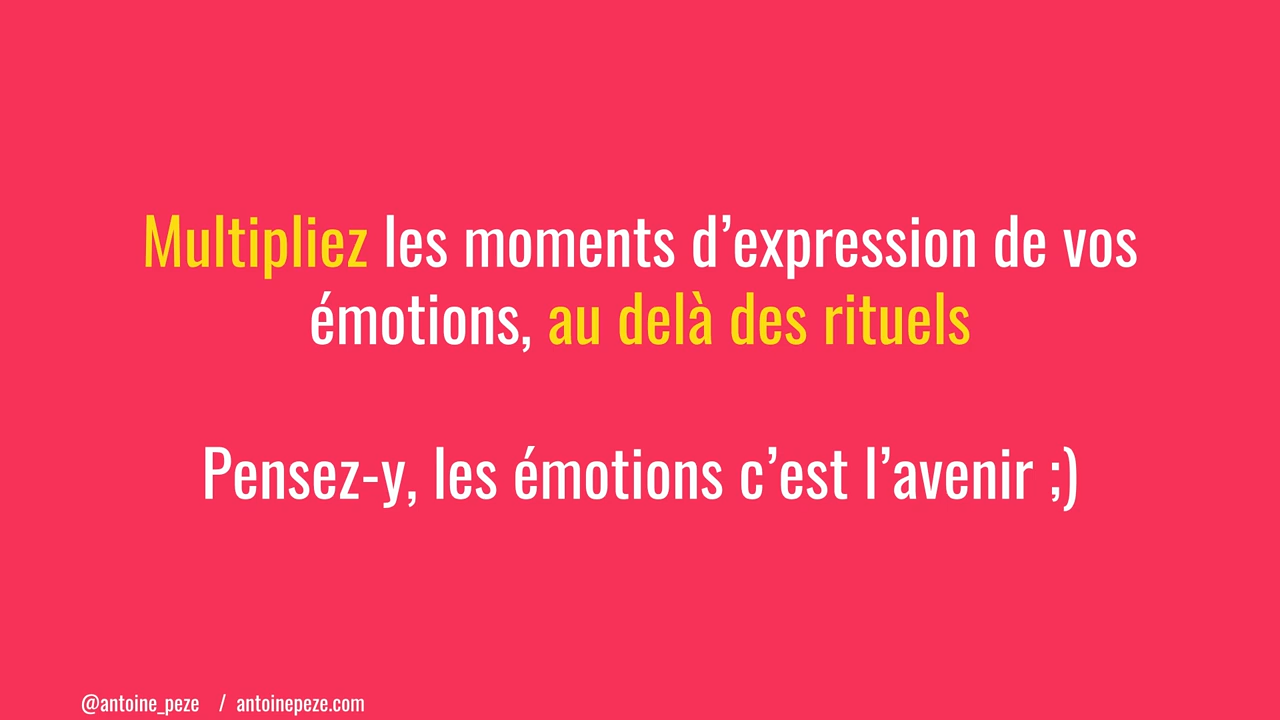 Multipliez les moments d’expression de vos
émotions, au delà des rituels
Pensez-y, les émotions c’est l’avenir ;)
@antoine_peze / antoinepeze.com